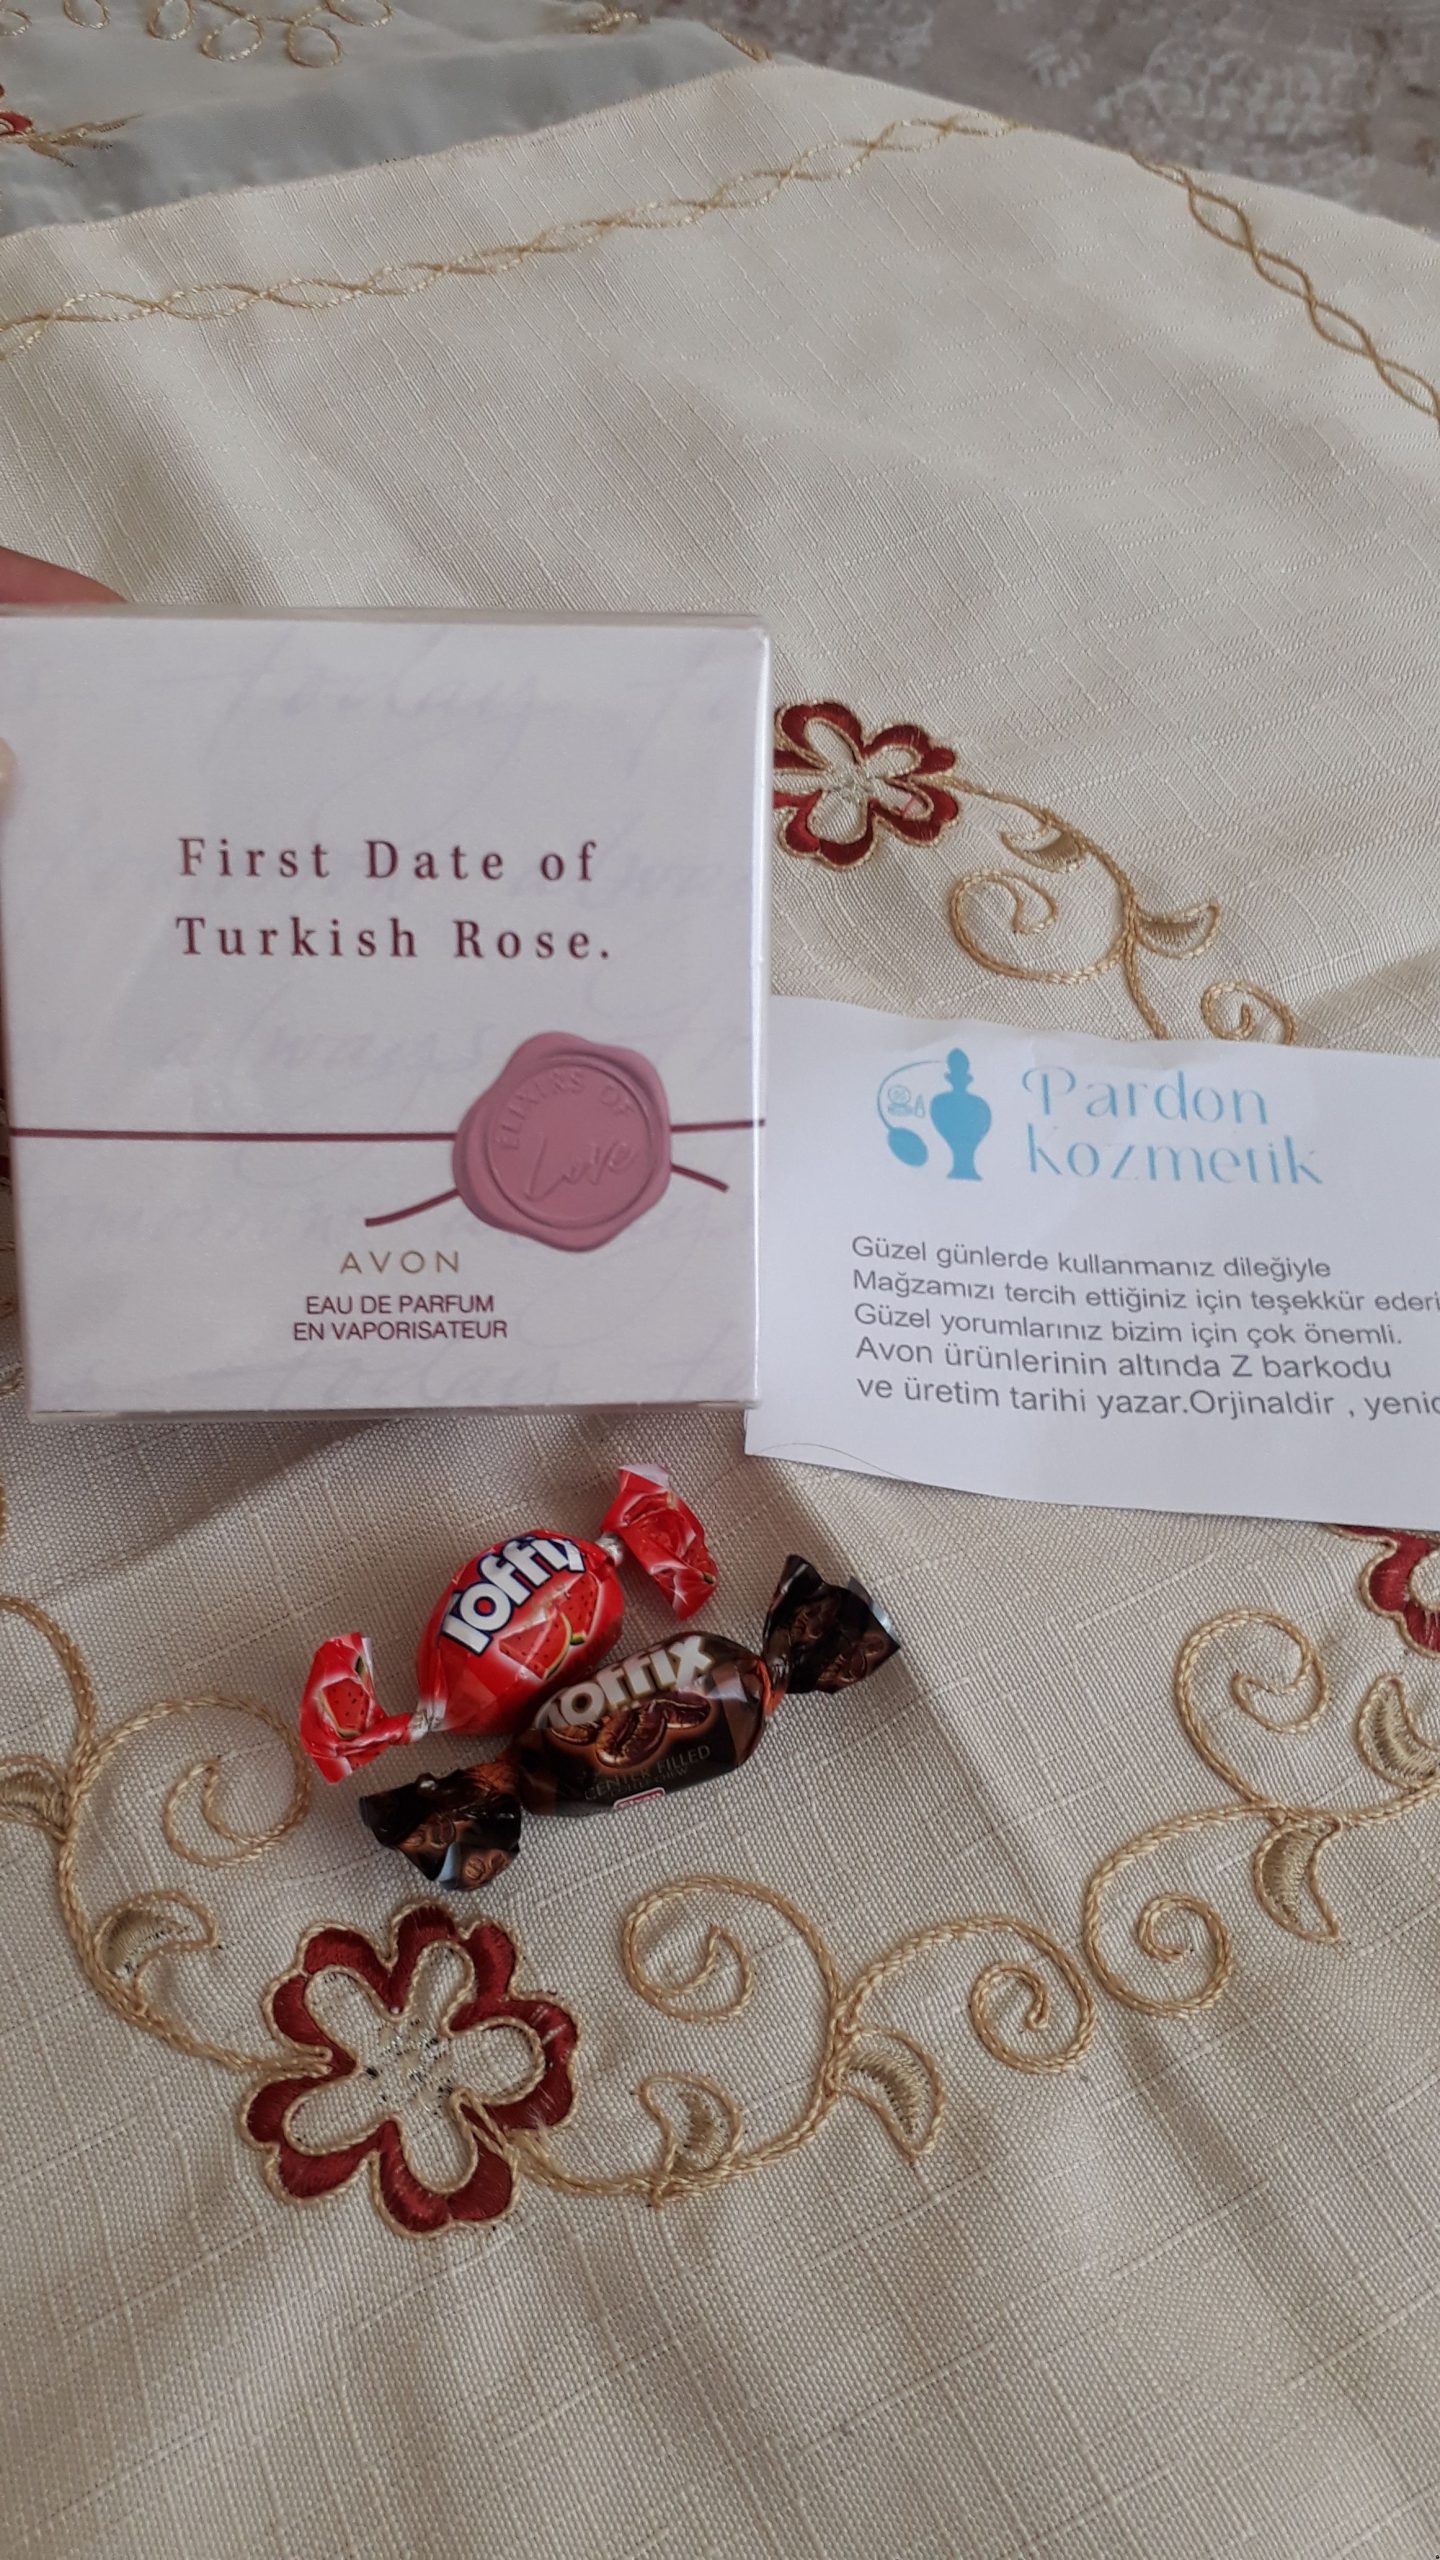 First Date of
Turkish Rose.
ELIXIRS OF
Love
AVON
EAU DE PARFUM
EN VAPORISATEUR
Pardon
kozmetik
Güzel günlerde kullanmanız dileğiyle
Mağzamızı tercih ettiğiniz için teşekkür ederi
Güzel yorumlarınız bizim için çok önemli.
Avon ürünlerinin altında Z barkodu
ve üretim tarihi yazar.Orjinaldir , yenic
Toffix
Toffix
CENTER FILLED